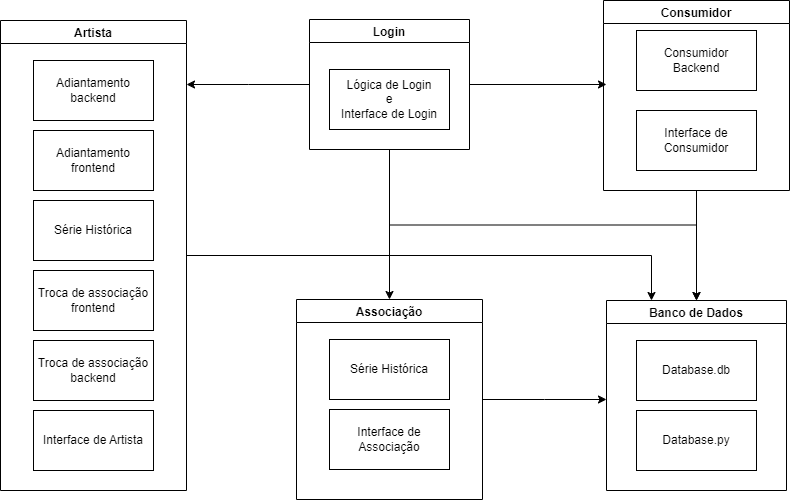 Artista
Adiantamento
backend
Adiantamento
frontend
Série Histórica
Troca de associação
frontend
Troca de associação
backend
Interface de Artista
Login
Lógica de Login
e
Interface de Login
Consumidor
Consumidor
Backend
Interface de
Consumidor
Associação
Série Histórica
Interface de
Associação
Banco de Dados
Database.db
Database.py